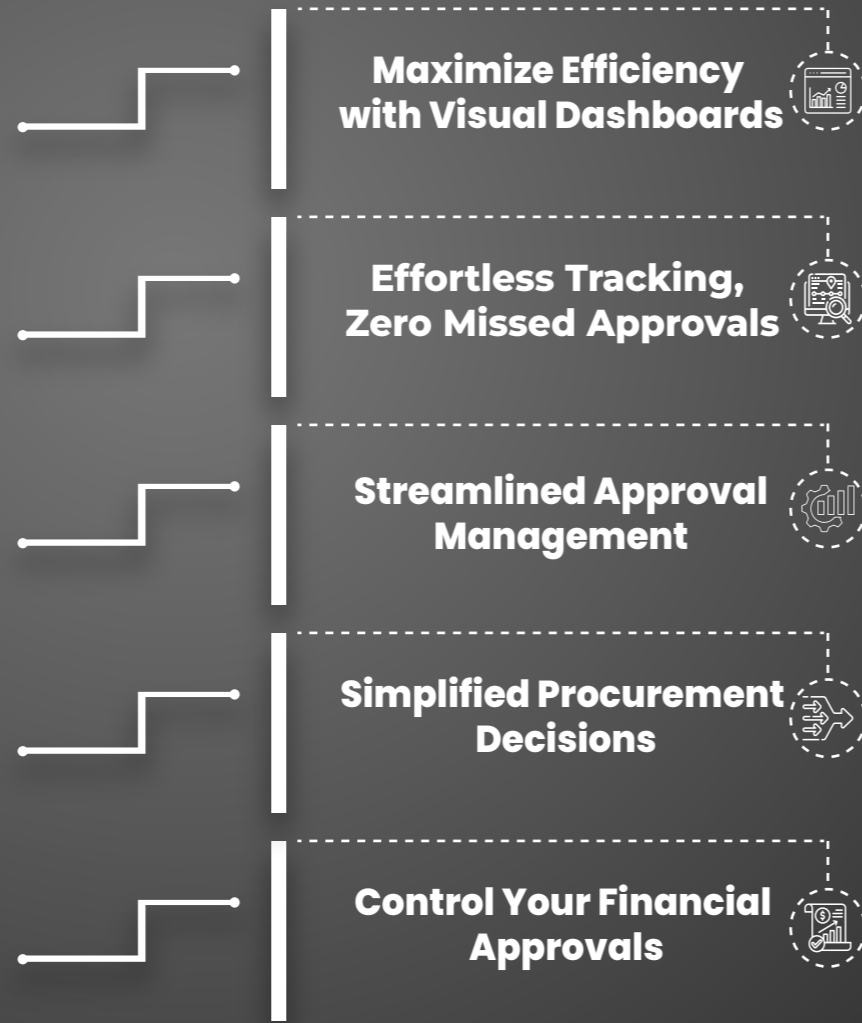 Maximize Efficiency
with Visual Dashboards
Effortless Tracking,
Zero Missed Approvals
Streamlined Approval
Management
Simplified Procurement
Decisions
Control Your Financial
Approvals